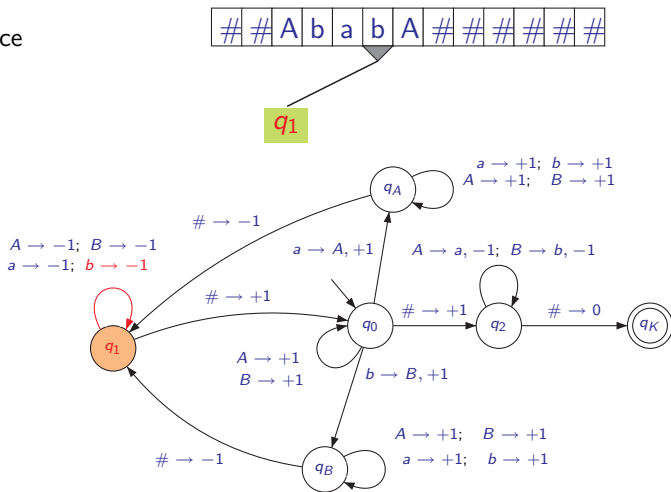 # # A b a b A # # # # # #
ce
q1
qA
a → +1; b → +1
A → +1; B → +1
# → −1
A → −1; B → −1
a → −1; b → −1
a → A, +1
A → a, −1; B → b, −1
# → +1
# → +1
# → 0
q1
q0
q2
qK
A → +1
B → +1
b → B, +1
A → +1; B → +1
a → +1; b → +1
# → −1
qB